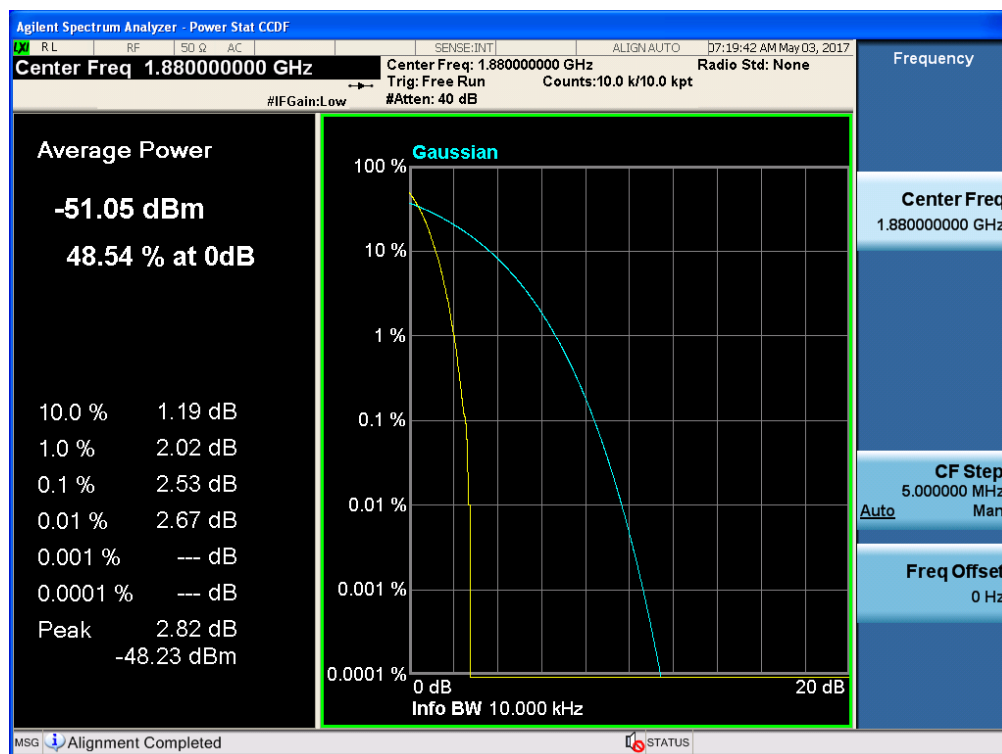 Agilent Spectrum Analyzer - Power Stat CCDF
LXI RL RF 50 Ω AC SENSE:INT ALIGN AUTO 07:19:42 AM May 03, 2017
Center Freq 1.880000000 GHz
Center Freq: 1.880000000 GHz Radio Std: None
Trig: Free Run Counts:10.0 k/10.0 kpt
#IFGain:Low #Atten: 40 dB
Average Power
-51.05 dBm
48.54 % at 0dB
10.0 % 1.19 dB
1.0 % 2.02 dB
0.1 % 2.53 dB
0.01 % 2.67 dB
0.001 % --- dB
0.0001 % --- dB
Peak 2.82 dB
-48.23 dBm
Gaussian
100 %
10 %
1 %
0.1 %
0.01 %
0.001 %
0.0001 %
0 dB 20 dB
Info BW 10.000 kHz
Frequency
Center Freq
1.880000000 GHz
CF Step
5.000000 MHz
Auto Man
Freq Offset
0 Hz
MSG Alignment Completed STATUS